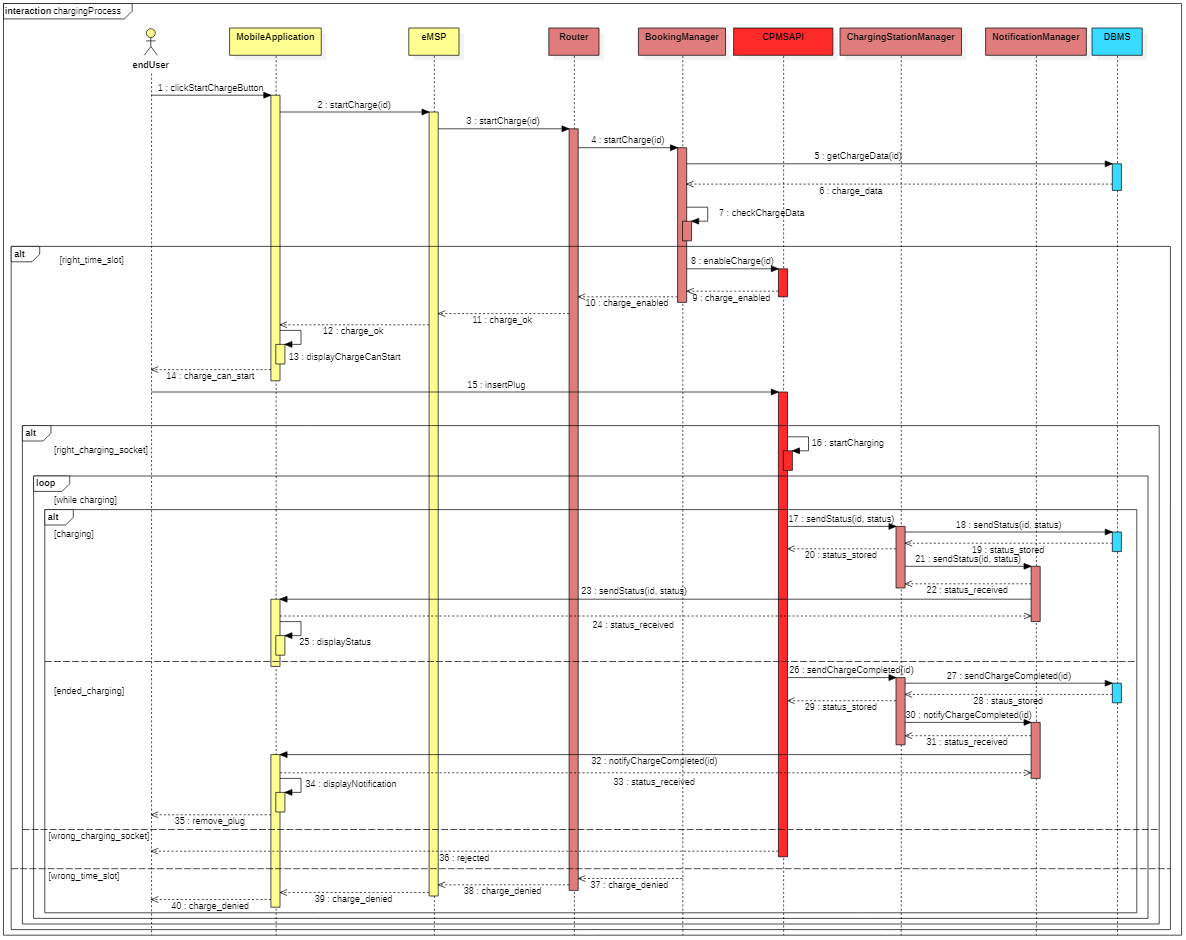 interaction chargingProcess
endUser
MobileApplication
eMSP
Router
BookingManager
CPMSAPI
ChargingStationManager
NotificationManager
DBMS
1 : clickStartChargeButton
2 : startCharge(id)
3 : startCharge(id)
4 : startCharge(id)
5 : getChargeData(id)
6 : charge_data
7 : checkChargeData
alt
[right_time_slot]
8 : enableCharge(id)
9 : charge_enabled
10 : charge_enabled
11 : charge_ok
12 : charge_ok
13 : displayChargeCanStart
14 : charge_can_start
15 : insertPlug
alt
[right_charging_socket]
16 : startCharging
loop
[while charging]
alt
[charging]
17 : sendStatus(id, status)
18 : sendStatus(id, status)
19 : status_stored
20 : status_stored
21 : sendStatus(id, status)
22 : status_received
23 : sendStatus(id, status)
24 : status_received
25 : displayStatus
[ended_charging]
26 : sendChargeCompleted(id)
27 : sendChargeCompleted(id)
28 : staus_stored
29 : status_stored
30 : notifyChargeCompleted(id)
31 : status_received
32 : notifyChargeCompleted(id)
33 : status_received
34 : displayNotification
35 : remove_plug
[wrong_charging_socket]
36 : rejected
[wrong_time_slot]
37 : charge_denied
38 : charge_denied
39 : charge_denied
40 : charge_denied